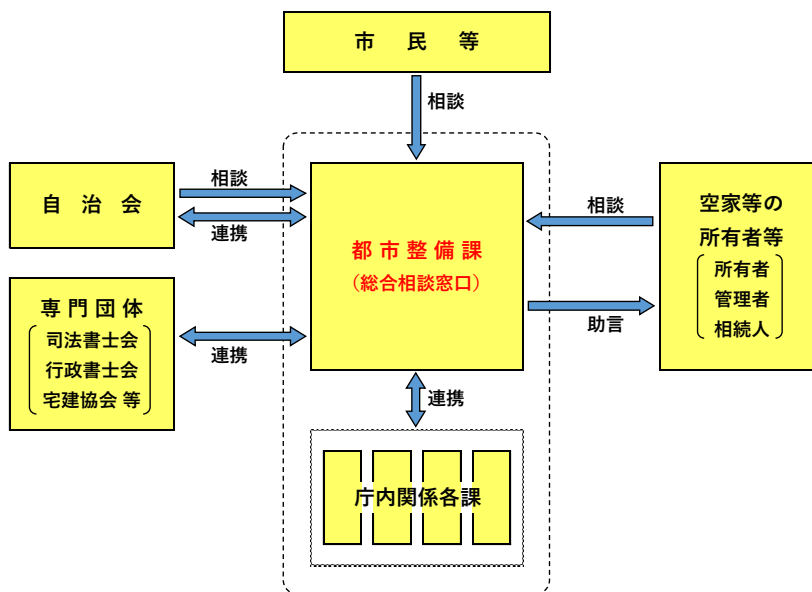 市 民 等
相談
自 治 会
相談
連携
都 市 整 備 課
（総合相談窓口）
相談
助言
空家等の
所有者等
所有者
管理者
相続人
専 門 団 体
司法書士会
行政書士会
宅建協会 等
連携
連携
庁内関係各課